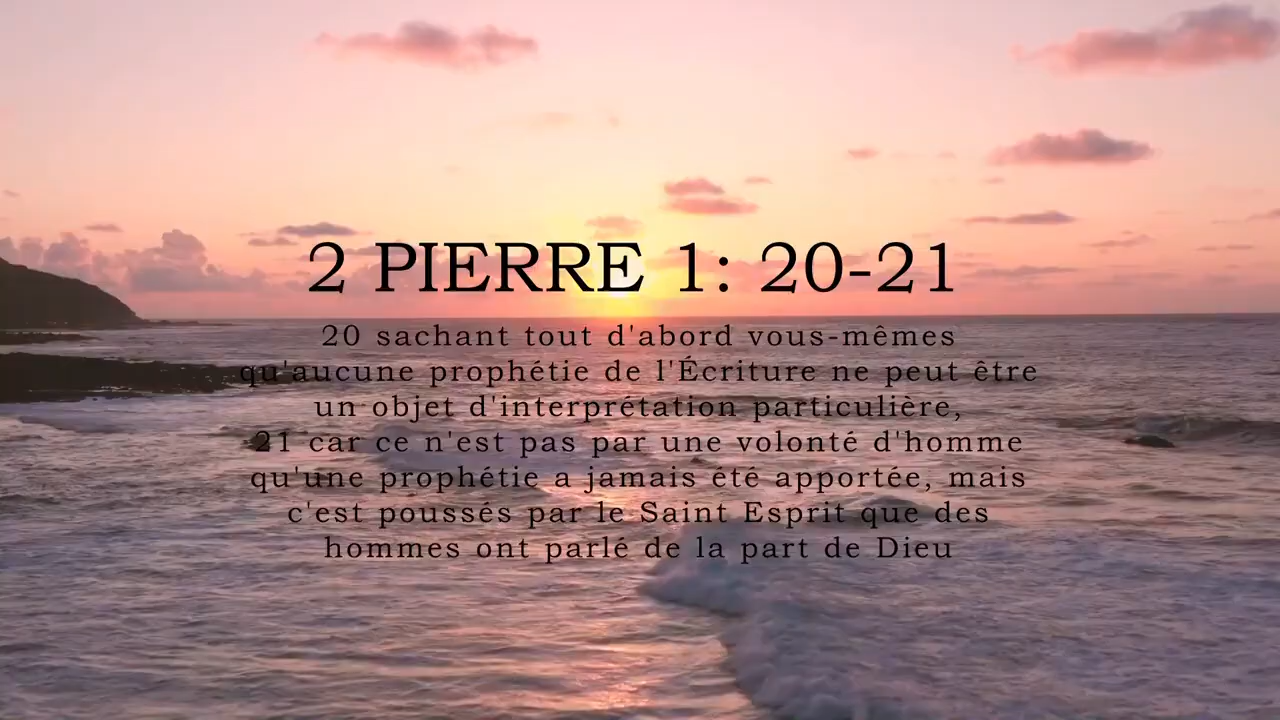 2 PIERRE 1: 20-21
20 sachant tout d'abord vous-mêmes
qu'aucune prophétie de l'Écriture ne peut être
un objet d'interprétation particulière,
21 car ce n'est pas par une volonté d'homme
qu'une prophétie a jamais été apportée, mais
c'est poussés par le Saint Esprit que des
hommes ont parlé de la part de Dieu